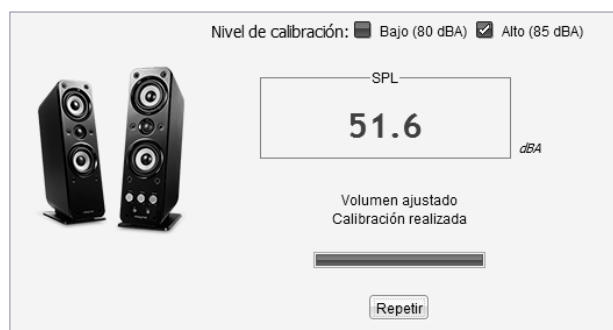 Nivel de calibración: Bajo (80 dBA) Alto (85 dBA)
SPL
51.6
dBA
Volumen ajustado
Calibración realizada
Repetir